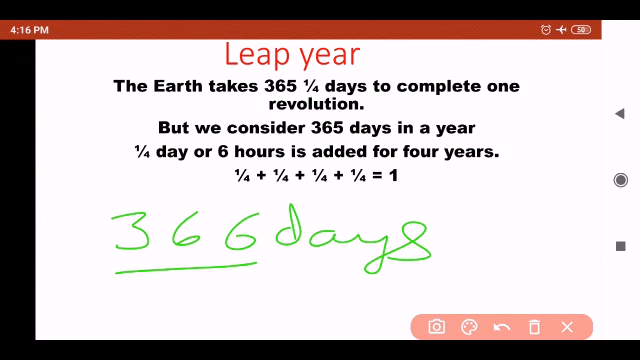 4:16 PM
50
Leap year
The Earth takes 365 ¼ days to complete one
revolution.
But we consider 365 days in a year
¼ day or 6 hours is added for four years.
¼ + ¼ + ¼ + ¼ = 1
366 days